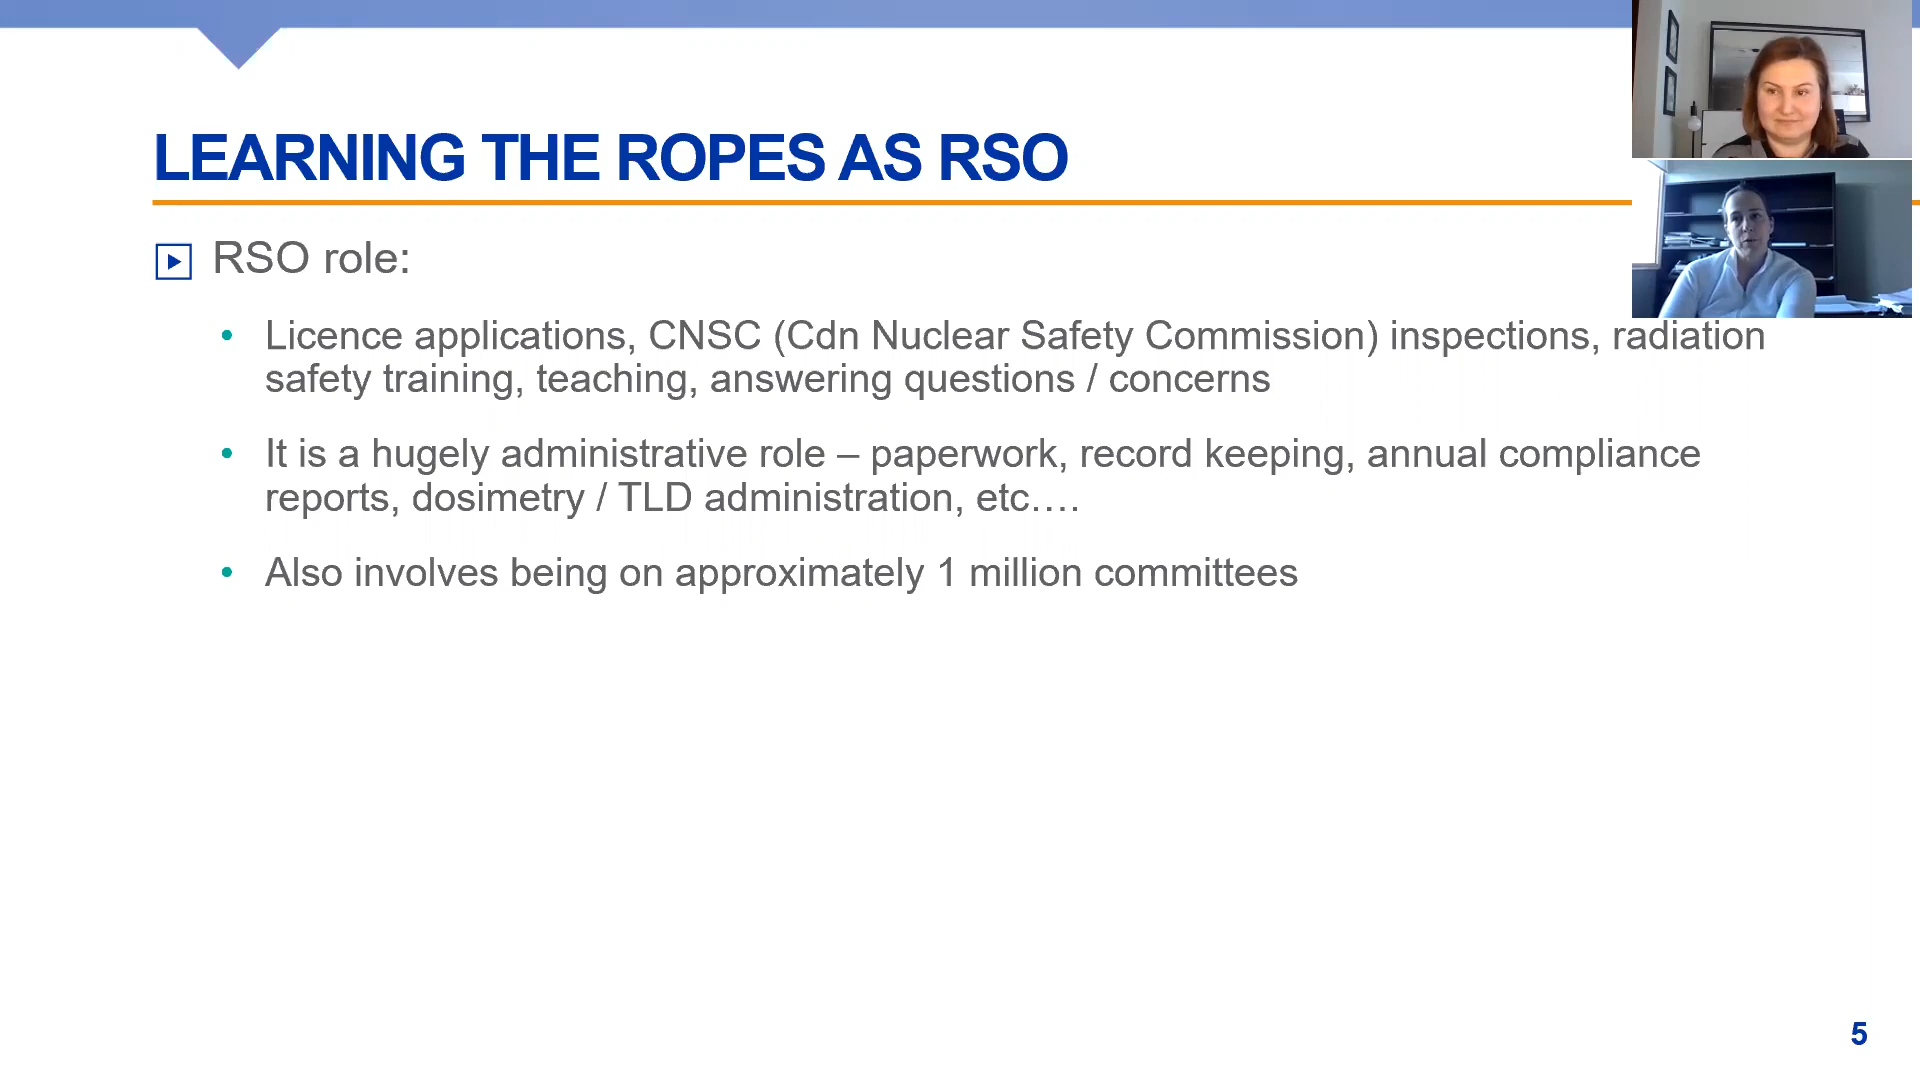 LEARNING THE ROPES AS RSO
RSO role:
• Licence applications, CNSC (Cdn Nuclear Safety Commission) inspections, radiation
safety training, teaching, answering questions / concerns
• It is a hugely administrative role – paperwork, record keeping, annual compliance
reports, dosimetry / TLD administration, etc….
• Also involves being on approximately 1 million committees
5